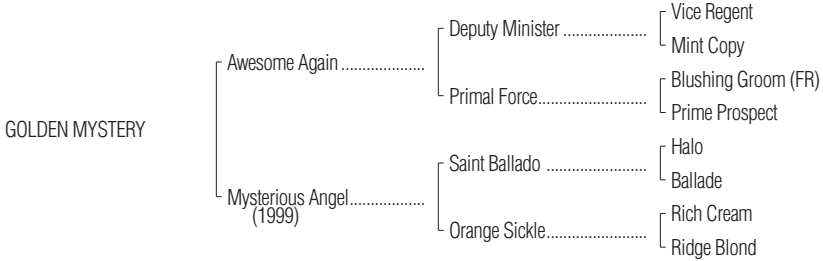 Vice Regent
Deputy Minister ....................
Mint Copy
Awesome Again ....................
Blushing Groom (FR)
Primal Force..........................
Prime Prospect
GOLDEN MYSTERY
Halo
Saint Ballado ........................
Ballade
Mysterious Angel..................
(1999)
Rich Cream
Orange Sickle........................
Ridge Blond